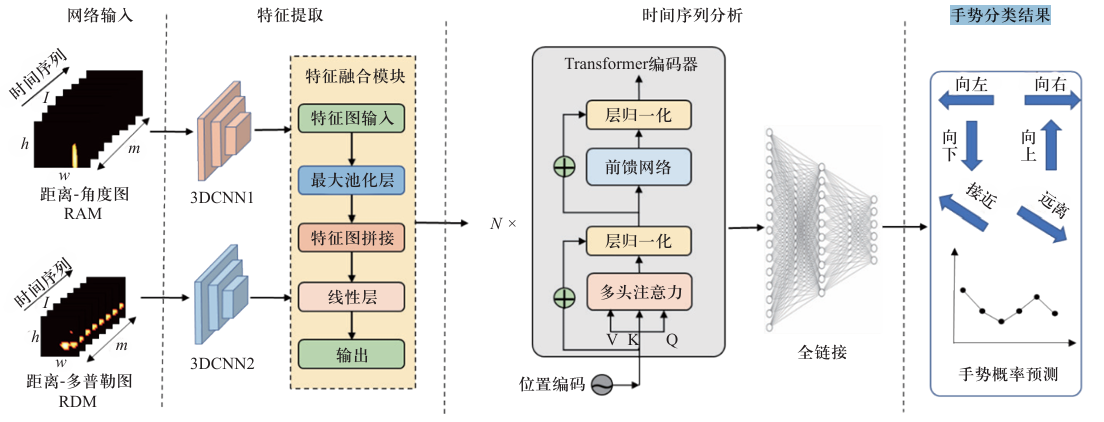 网络输入
时间序列
I
h
w
m
距离-角度图
RAM
时间序列
I
h
w
m
距离-多普勒图
RDM
特征提取
3DCNN1
3DCNN2
特征融合模块
特征图输入
最大池化层
特征图拼接
线性层
输出
时间序列分析
N ×
Transformer编码器
层归一化
前馈网络
层归一化
多头注意力
V K Q
位置编码
全链接
手势分类结果
向左
向右
向下
向上
接近
远离
手势概率预测